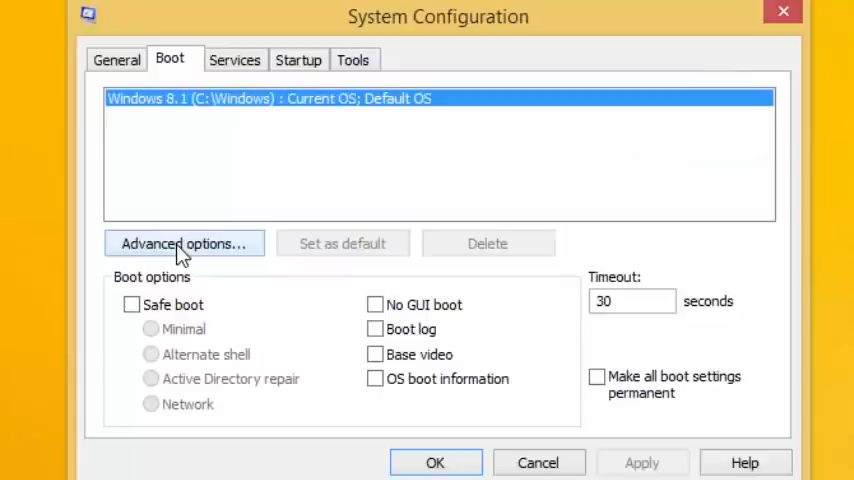 System Configuration
General Boot Services Startup Tools
Windows 8.1 (C:\Windows) : Current OS; Default OS
Advanced options... Set as default Delete
Boot options
Safe boot
Minimal
Alternate shell
Active Directory repair
Network
No GUI boot
Boot log
Base video
OS boot information
Timeout:
30 seconds
Make all boot settings
permanent
OK Cancel Apply Help